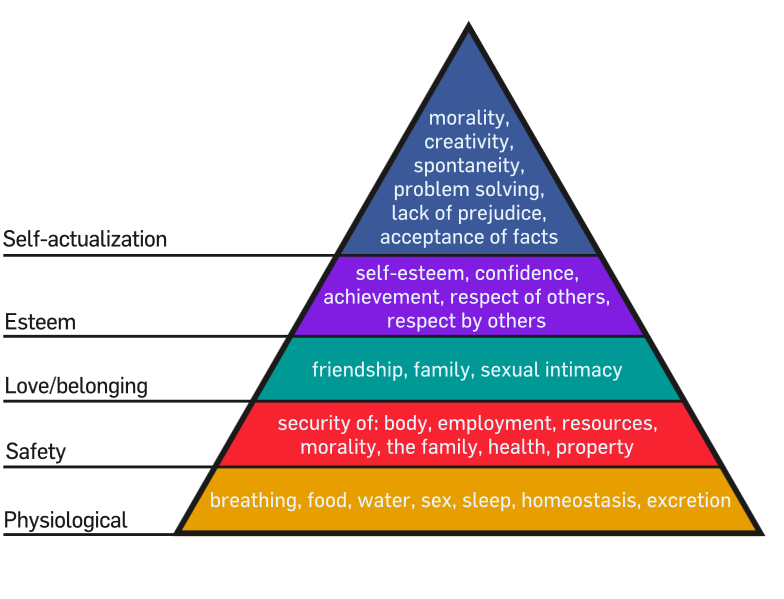 morality,
creativity,
spontaneity,
problem solving,
lack of prejudice,
acceptance of facts
Self-actualization
self-esteem, confidence,
achievement, respect of others,
respect by others
Esteem
friendship, family, sexual intimacy
Love/belonging
security of: body, employment, resources,
morality, the family, health, property
Safety
breathing, food, water, sex, sleep, homeostasis, excretion
Physiological